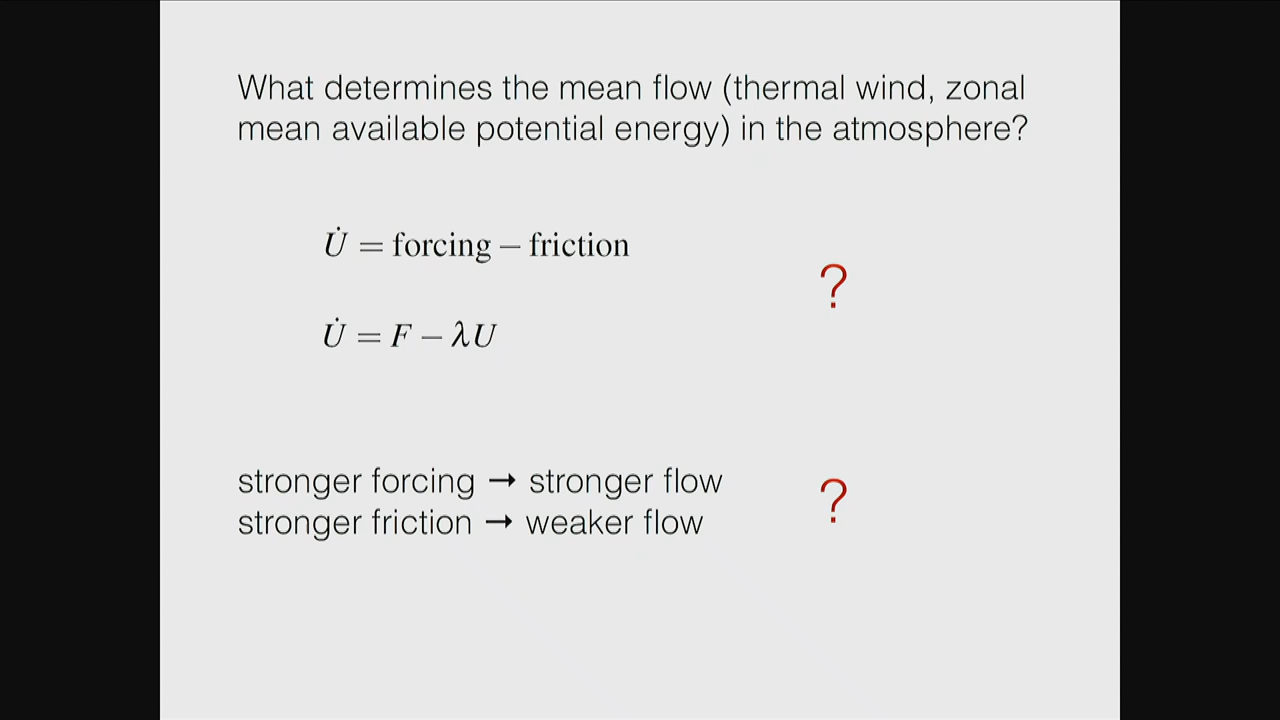 What determines the mean flow (thermal wind, zonal
mean available potential energy) in the atmosphere?
U̇ = forcing − friction
?
U̇ = F − λU
stronger forcing → stronger flow
?
stronger friction → weaker flow